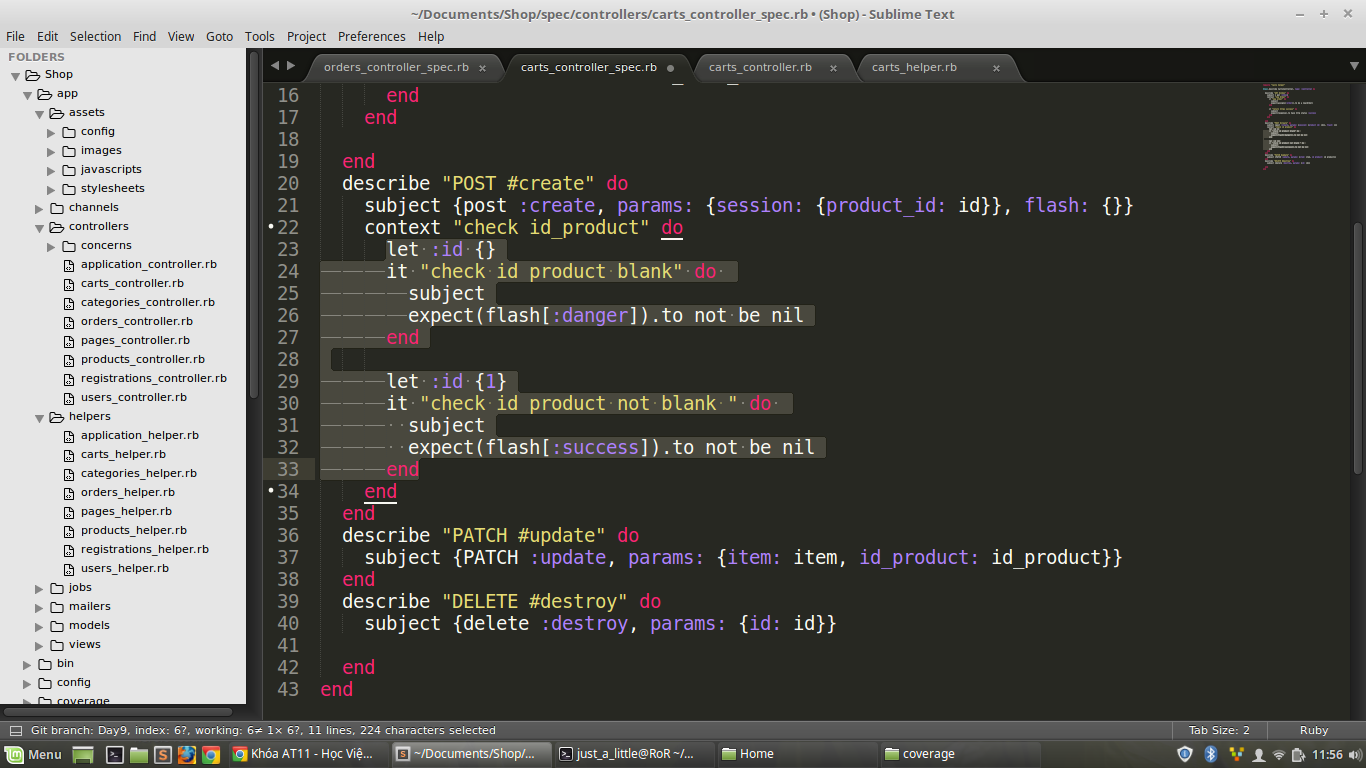 ~/Documents/Shop/spec/controllers/carts_controller_spec.rb • (Shop) - Sublime Text
File Edit Selection Find View Goto Tools Project Preferences Help
FOLDERS
Shop
app
assets
config
images
javascripts
stylesheets
channels
controllers
concerns
application_controller.rb
carts_controller.rb
categories_controller.rb
orders_controller.rb
pages_controller.rb
products_controller.rb
registrations_controller.rb
users_controller.rb
helpers
application_helper.rb
carts_helper.rb
categories_helper.rb
orders_helper.rb
pages_helper.rb
products_helper.rb
registrations_helper.rb
users_helper.rb
jobs
mailers
models
views
bin
config
coverage
orders_controller_spec.rb × carts_controller_spec.rb • carts_controller.rb × carts_helper.rb ×
16 end
17 end
18
19 end
20 describe "POST #create" do
21 subject {post :create, params: {session: {product_id: id}}, flash: {}}
22 context "check id_product" do
23 let :id {}
24 it "check id product blank" do
25 subject
26 expect(flash[:danger]).to not be nil
27 end
28
29 let :id {1}
30 it "check id product not blank " do
31 subject
32 expect(flash[:success]).to not be nil
33 end
34 end
35 end
36 describe "PATCH #update" do
37 subject {PATCH :update, params: {item: item, id_product: id_product}}
38 end
39 describe "DELETE #destroy" do
40 subject {delete :destroy, params: {id: id}}
41
42 end
43 end
Git branch: Day9, index: 6?, working: 6≠ 1× 6?, 11 lines, 224 characters selected Tab Size: 2 Ruby
Menu Khóa AT11 - Học Việ... ~/Documents/Shop/... just_a_little@RoR ~/... Home coverage 11:56